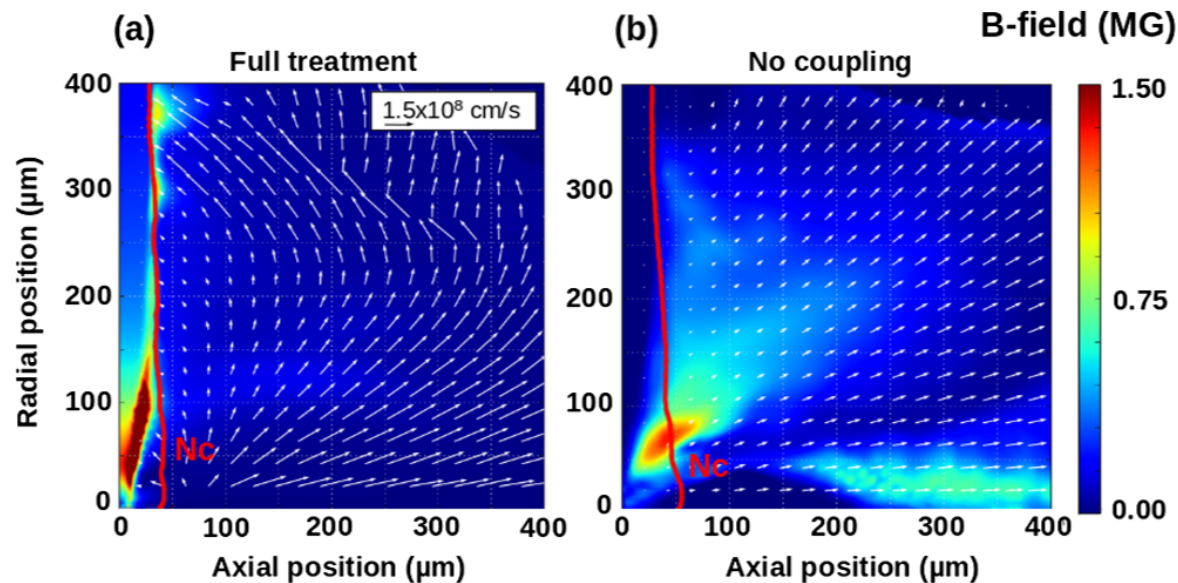 (a)
(b)
B-field (MG)
Full treatment
No coupling
1.5x10⁸ cm/s
Radial position (µm)
400
300
200
100
0
Nc
0
100
200
300
400
Axial position (µm)
400
300
200
100
0
Nc
0
100
200
300
400
Axial position (µm)
1.50
0.75
0.00